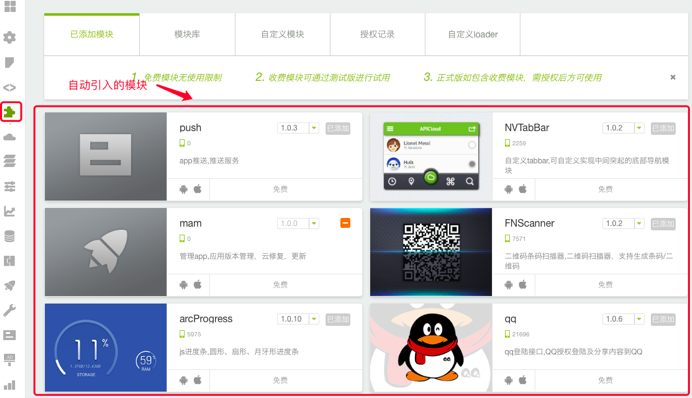 已添加模块
模块库
自定义模块
授权记录
自定义loader
1. 免费模块无使用限制
2. 收费模块可通过测试版进行试用
3. 正式版如包含收费模块，需授权后方可使用
自动引入的模块
push
1.0.3
已添加
0
app推送,推送服务
免费
APICloud
Lionel Messi
Hulk
NVTabBar
1.0.2
已添加
2259
自定义tabbar,可自定义实现中间突起的底部导航模
块
免费
mam
1.0.0
0
管理app,应用版本管理，云修复，更新
免费
FNScanner
1.0.2
已添加
7571
二维码条码扫描器,二维码扫描器，支持生成条码/二
维码
免费
11%
STORAGE
59%
RAM
arcProgress
1.0.10
已添加
5975
js进度条,圆形、扇形、月牙形进度条
免费
qq
1.0.6
已添加
21696
qq登陆接口,QQ授权登陆及分享内容到QQ
免费